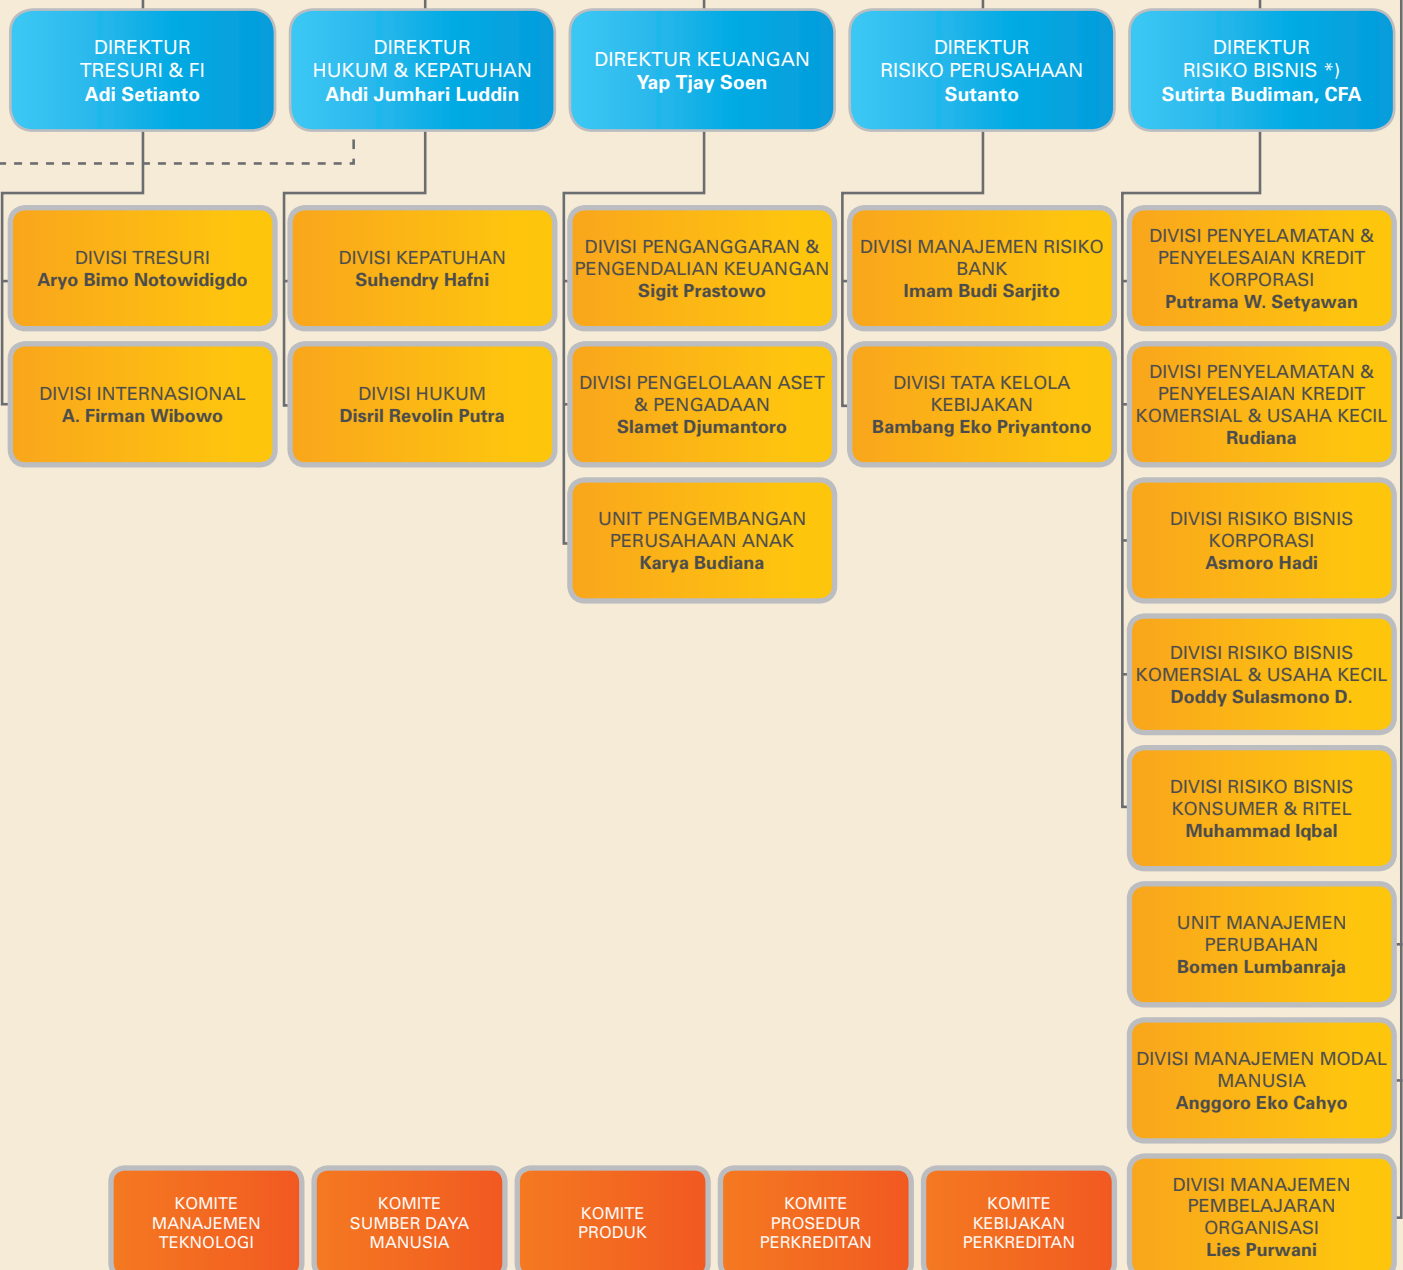 DIREKTUR
TRESURI & FI
Adi Setianto
DIREKTUR
HUKUM & KEPATUHAN
Ahdi Jumhari Luddin
DIREKTUR KEUANGAN
Yap Tjay Soen
DIREKTUR
RISIKO PERUSAHAAN
Sutanto
DIREKTUR
RISIKO BISNIS *)
Sutirta Budiman, CFA
DIVISI TRESURI
Aryo Bimo Notowidigdo
DIVISI KEPATUHAN
Suhendry Hafni
DIVISI PENGANGGARAN &
PENGENDALIAN KEUANGAN
Sigit Prastowo
DIVISI MANAJEMEN RISIKO
BANK
Imam Budi Sarjito
DIVISI PENYELAMATAN &
PENYELESAIAN KREDIT
KORPORASI
Putrama W. Setyawan
DIVISI INTERNASIONAL
A. Firman Wibowo
DIVISI HUKUM
Disril Revolin Putra
DIVISI PENGELOLAAN ASET
& PENGADAAN
Slamet Djumantoro
DIVISI TATA KELOLA
KEBIJAKAN
Bambang Eko Priyantono
DIVISI PENYELAMATAN &
PENYELESAIAN KREDIT
KOMERSIAL & USAHA KECIL
Rudiana
UNIT PENGEMBANGAN
PERUSAHAAN ANAK
Karya Budiana
DIVISI RISIKO BISNIS
KORPORASI
Asmoro Hadi
DIVISI RISIKO BISNIS
KOMERSIAL & USAHA KECIL
Doddy Sulasmono D.
DIVISI RISIKO BISNIS
KONSUMER & RITEL
Muhammad Iqbal
UNIT MANAJEMEN
PERUBAHAN
Bomen Lumbanraja
DIVISI MANAJEMEN MODAL
MANUSIA
Anggoro Eko Cahyo
KOMITE
MANAJEMEN
TEKNOLOGI
KOMITE
SUMBER DAYA
MANUSIA
KOMITE
PRODUK
KOMITE
PROSEDUR
PERKREDITAN
KOMITE
KEBIJAKAN
PERKREDITAN
DIVISI MANAJEMEN
PEMBELAJARAN
ORGANISASI
Lies Purwani